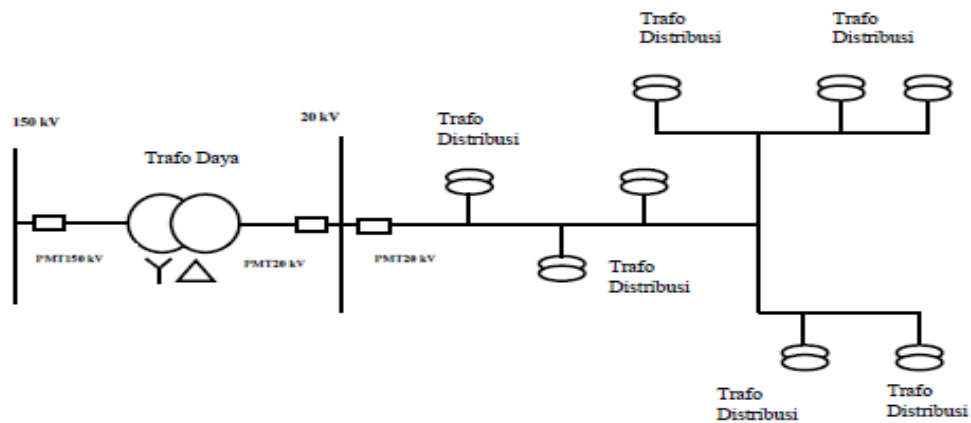 Trafo
Distribusi
Trafo
Distribusi
150 kV
20 kV
Trafo
Distribusi
Trafo Daya
PMT150 kV
PMT20 kV
PMT20 kV
Trafo
Distribusi
Trafo
Distribusi
Trafo
Distribusi